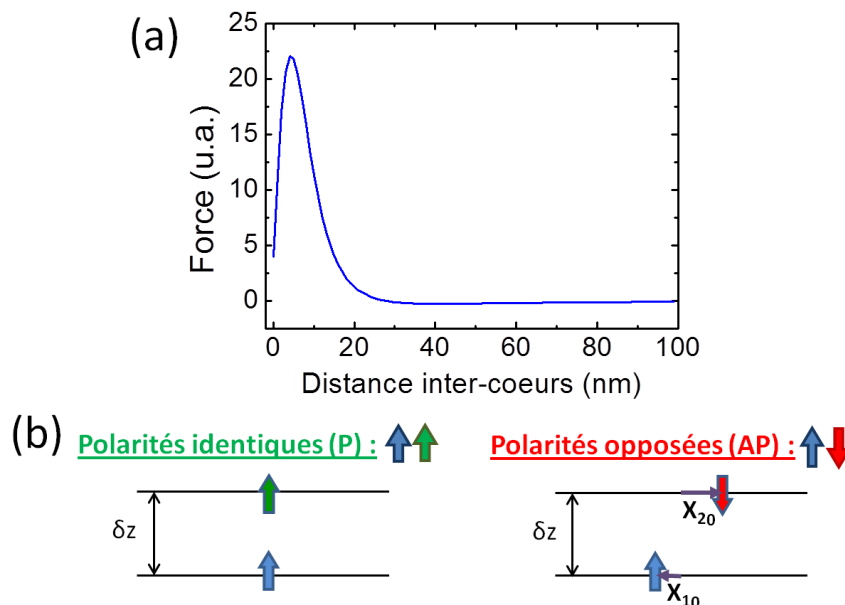 (a)
25
20
15
10
5
0
Force (u.a.)
0 20 40 60 80 100
Distance inter-coeurs (nm)
(b)
Polarités identiques (P) :
Polarités opposées (AP) :
δz
δz
X20
X10